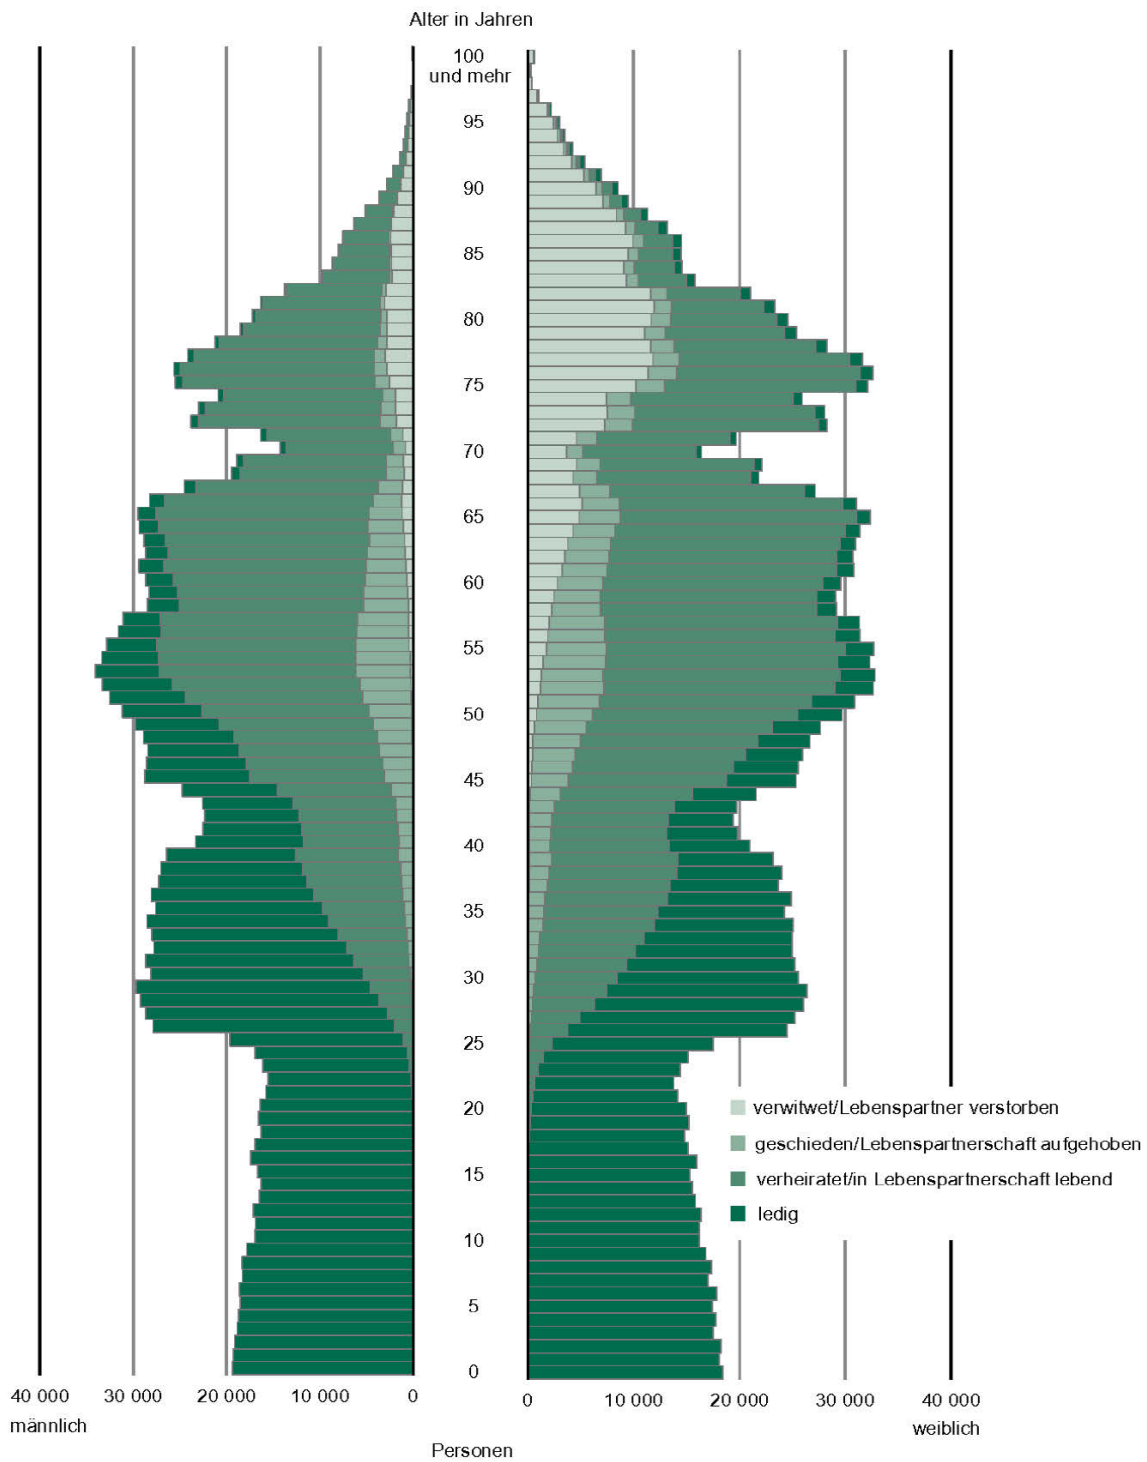 Alter in Jahren
100
und mehr
95
90
85
80
75
70
65
60
55
50
45
40
35
30
25
20
15
10
5
0
verwitwet/Lebenspartner verstorben
geschieden/Lebenspartnerschaft aufgehoben
verheiratet/in Lebenspartnerschaft lebend
ledig
40 000 30 000 20 000 10 000 0 0 10 000 20 000 30 000 40 000
männlich weiblich
Personen